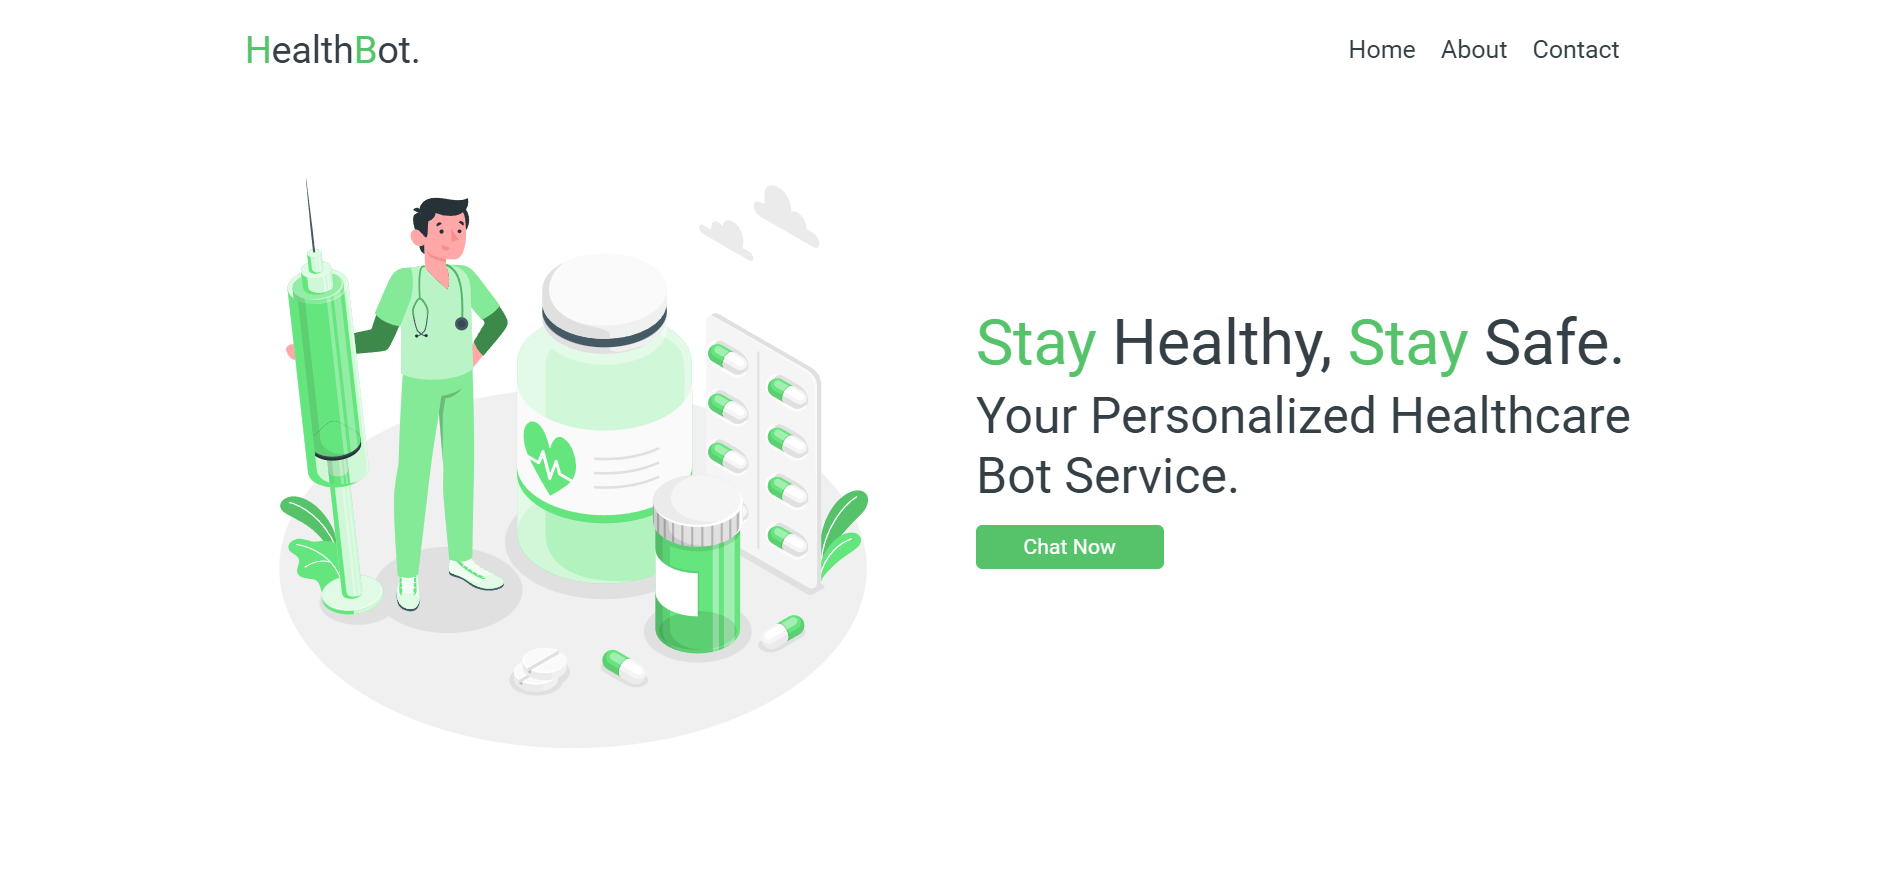 HealthBot.
Home About Contact
Stay Healthy, Stay Safe.
Your Personalized Healthcare
Bot Service.
Chat Now